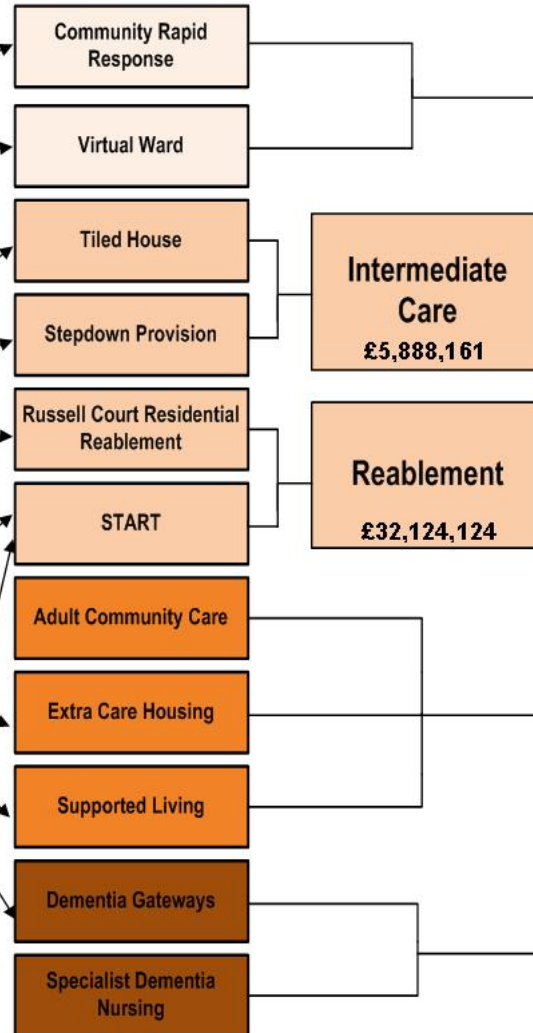 Community Rapid
Response
Virtual Ward
Tiled House
Stepdown Provision
Intermediate
Care
£5,888,161
Russell Court Residential
Reablement
START
Reablement
£32,124,124
Adult Community Care
Extra Care Housing
Supported Living
Dementia Gateways
Specialist Dementia
Nursing